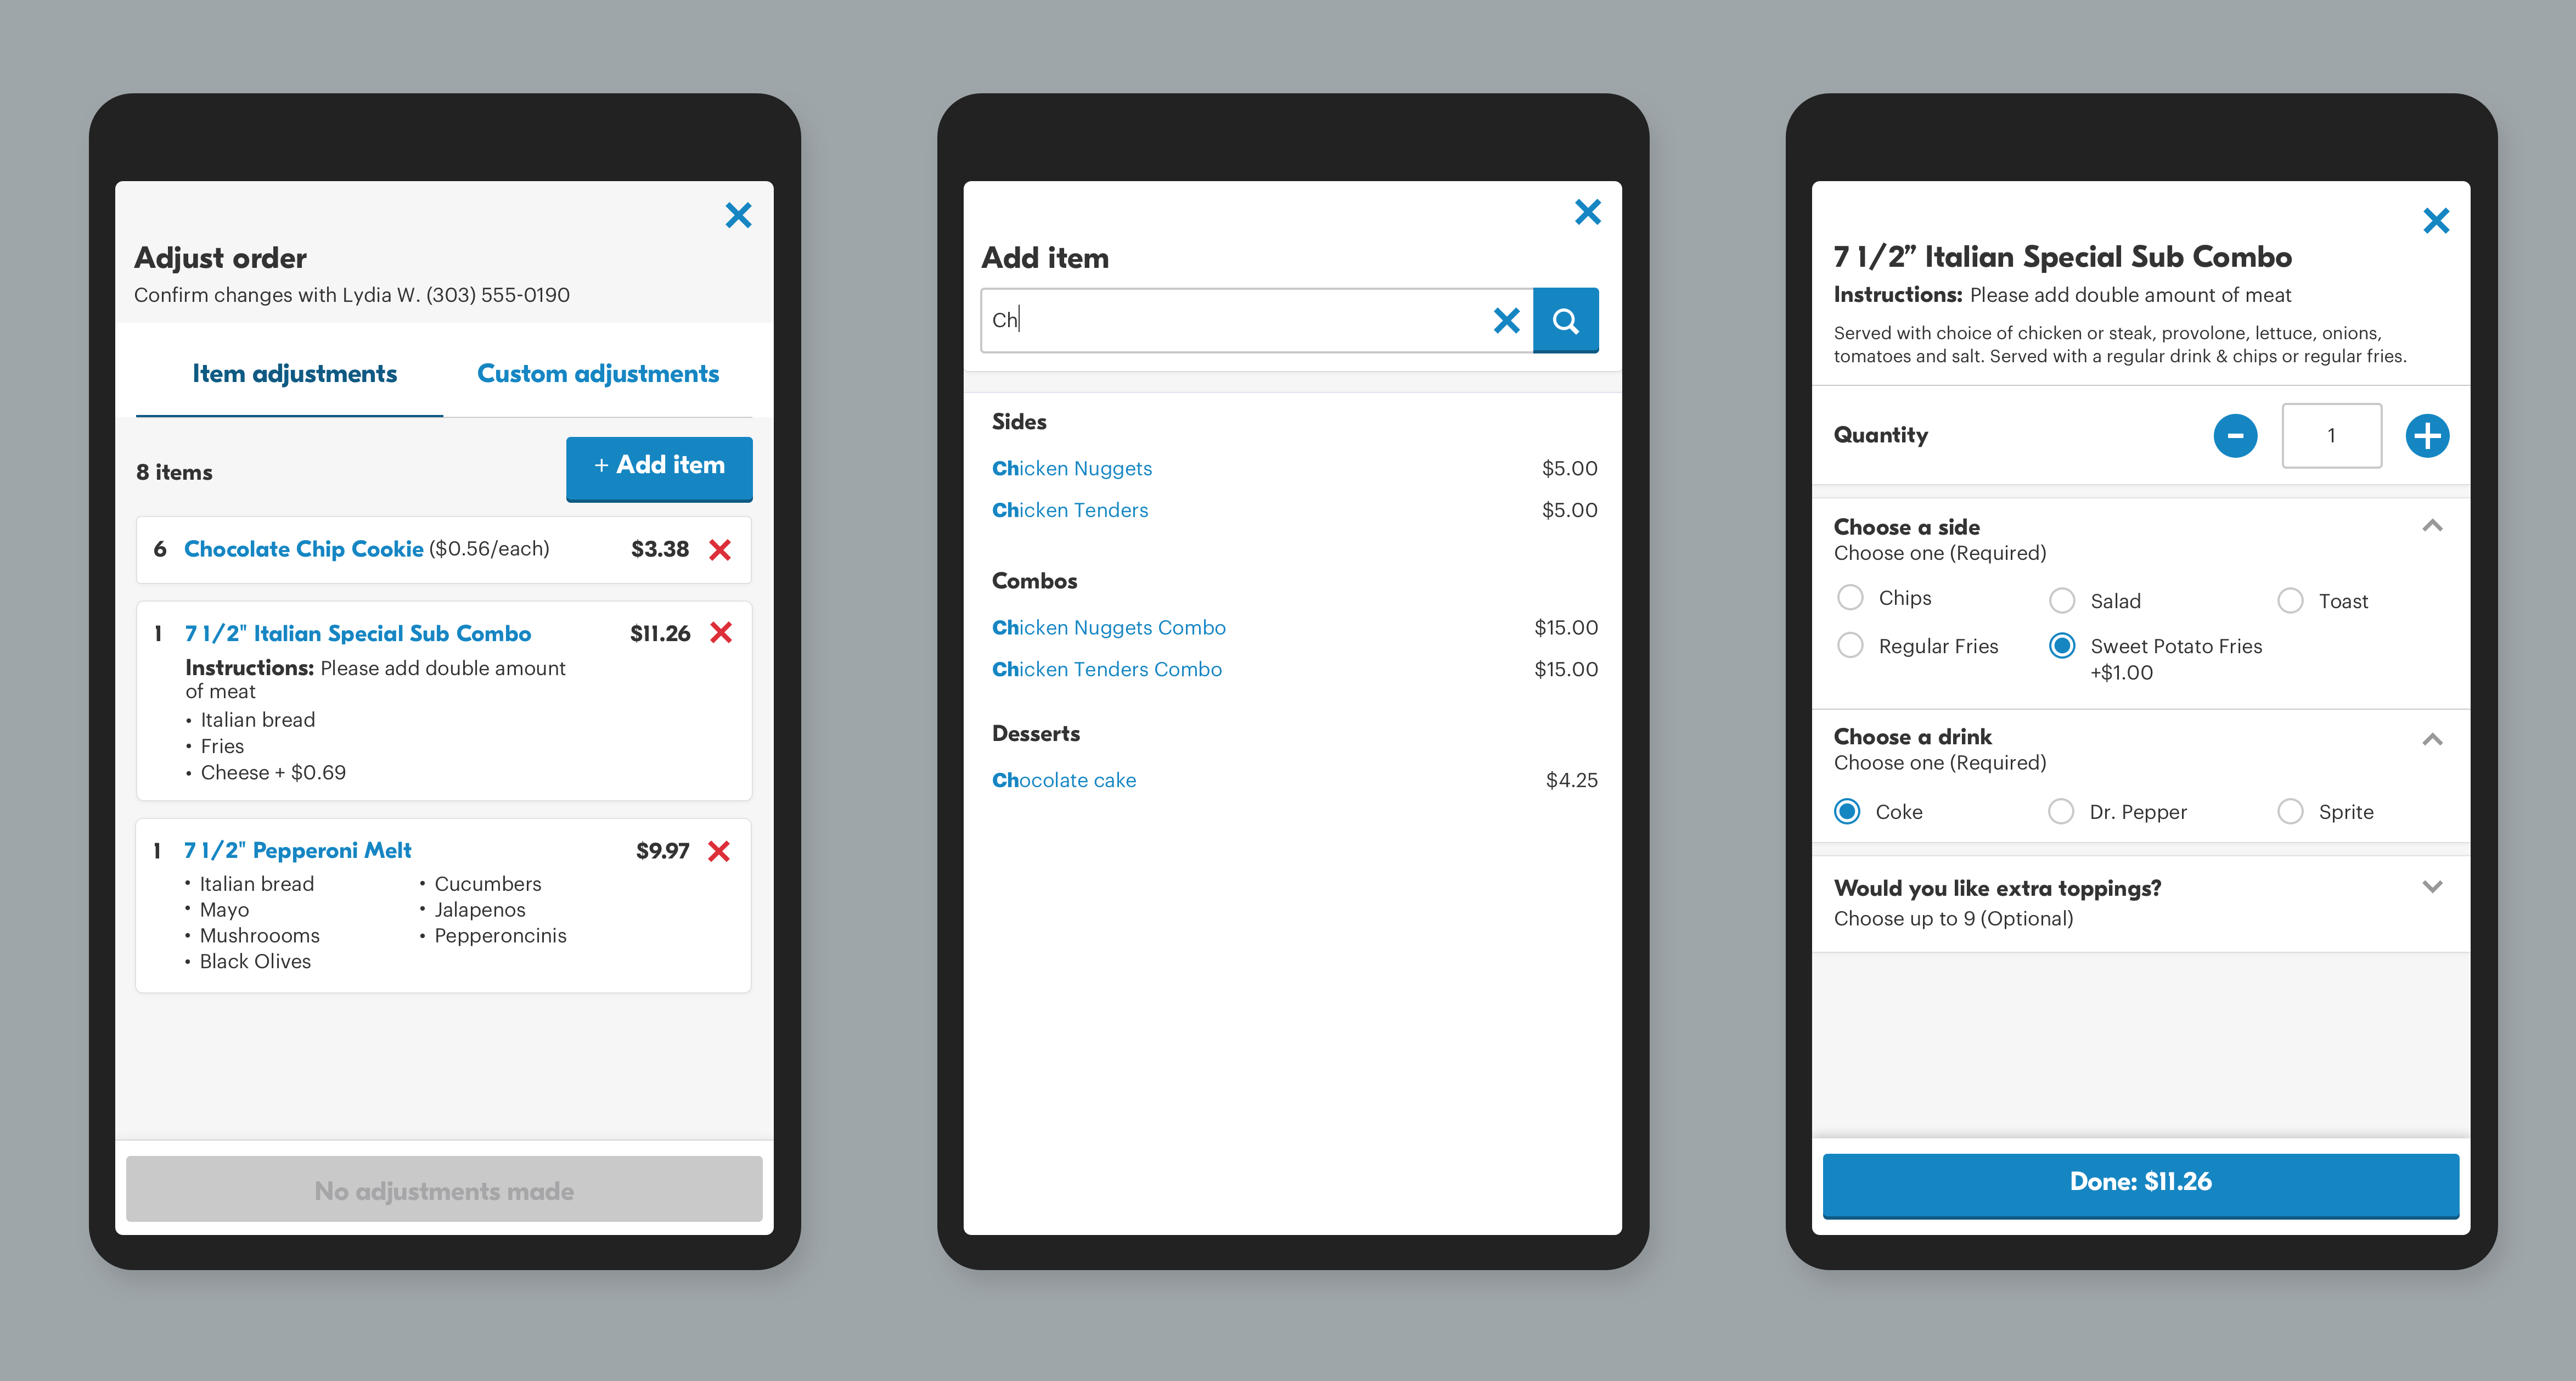 Adjust order
Confirm changes with Lydia W. (303) 555-0190
Item adjustments
Custom adjustments
8 items
+ Add item
6 Chocolate Chip Cookie ($0.56/each) $3.38
1 7 1/2" Italian Special Sub Combo $11.26
Instructions: Please add double amount
of meat
• Italian bread
• Fries
• Cheese + $0.69
1 7 1/2" Pepperoni Melt $9.97
• Italian bread
• Mayo
• Mushroooms
• Black Olives
• Cucumbers
• Jalapenos
• Pepperoncinis
No adjustments made
Add item
Ch
Sides
Chicken Nuggets $5.00
Chicken Tenders $5.00
Combos
Chicken Nuggets Combo $15.00
Chicken Tenders Combo $15.00
Desserts
Chocolate cake $4.25
7 1/2” Italian Special Sub Combo
Instructions: Please add double amount of meat
Served with choice of chicken or steak, provolone, lettuce, onions,
tomatoes and salt. Served with a regular drink & chips or regular fries.
Quantity
1
Choose a side
Choose one (Required)
Chips
Salad
Toast
Regular Fries
Sweet Potato Fries
+$1.00
Choose a drink
Choose one (Required)
Coke
Dr. Pepper
Sprite
Would you like extra toppings?
Choose up to 9 (Optional)
Done: $11.26